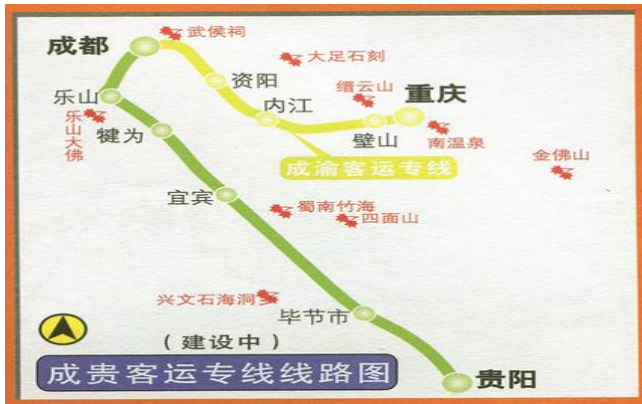 武侯祠
成都
大足石刻
资阳
缙云山
重庆
乐山
内江
乐山大佛
犍为
壁山
南温泉
成渝客运专线
金佛山
宜宾
蜀南竹海
四面山
兴文石海洞乡
毕节市
(建设中)
成贵客运专线线路图
贵阳